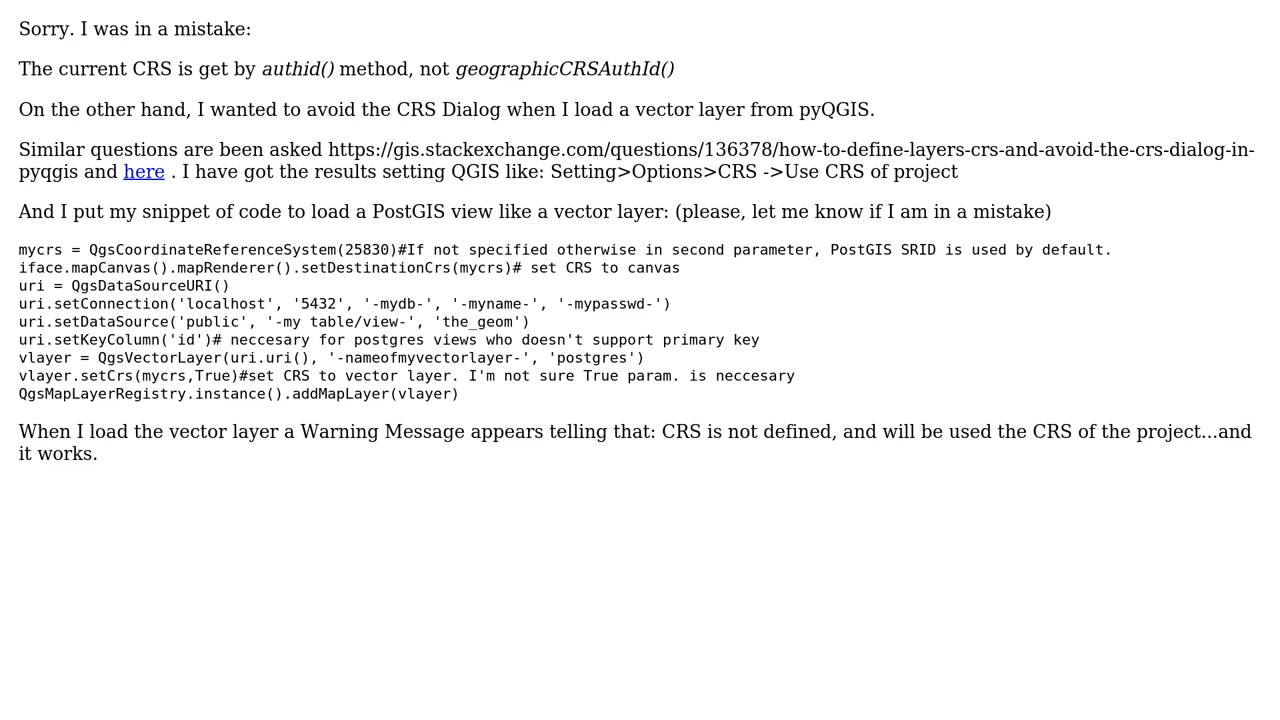 Sorry. I was in a mistake:
The current CRS is get by authid() method, not geographicCRSAuthId()
On the other hand, I wanted to avoid the CRS Dialog when I load a vector layer from pyQGIS.
Similar questions are been asked https://gis.stackexchange.com/questions/136378/how-to-define-layers-crs-and-avoid-the-crs-dialog-in-
pyqgis and here . I have got the results setting QGIS like: Setting>Options>CRS ->Use CRS of project
And I put my snippet of code to load a PostGIS view like a vector layer: (please, let me know if I am in a mistake)
mycrs = QgsCoordinateReferenceSystem(25830)#If not specified otherwise in second parameter, PostGIS SRID is used by default.
iface.mapCanvas().mapRenderer().setDestinationCrs(mycrs)# set CRS to canvas
uri = QgsDataSourceURI()
uri.setConnection('localhost', '5432', '-mydb-', '-myname-', '-mypasswd-')
uri.setDataSource('public', '-my table/view-', 'the_geom')
uri.setKeyColumn('id')# neccesary for postgres views who doesn't support primary key
vlayer = QgsVectorLayer(uri.uri(), '-nameofmyvectorlayer-', 'postgres')
vlayer.setCrs(mycrs,True)#set CRS to vector layer. I'm not sure True param. is neccesary
QgsMapLayerRegistry.instance().addMapLayer(vlayer)
When I load the vector layer a Warning Message appears telling that: CRS is not defined, and will be used the CRS of the project...and
it works.